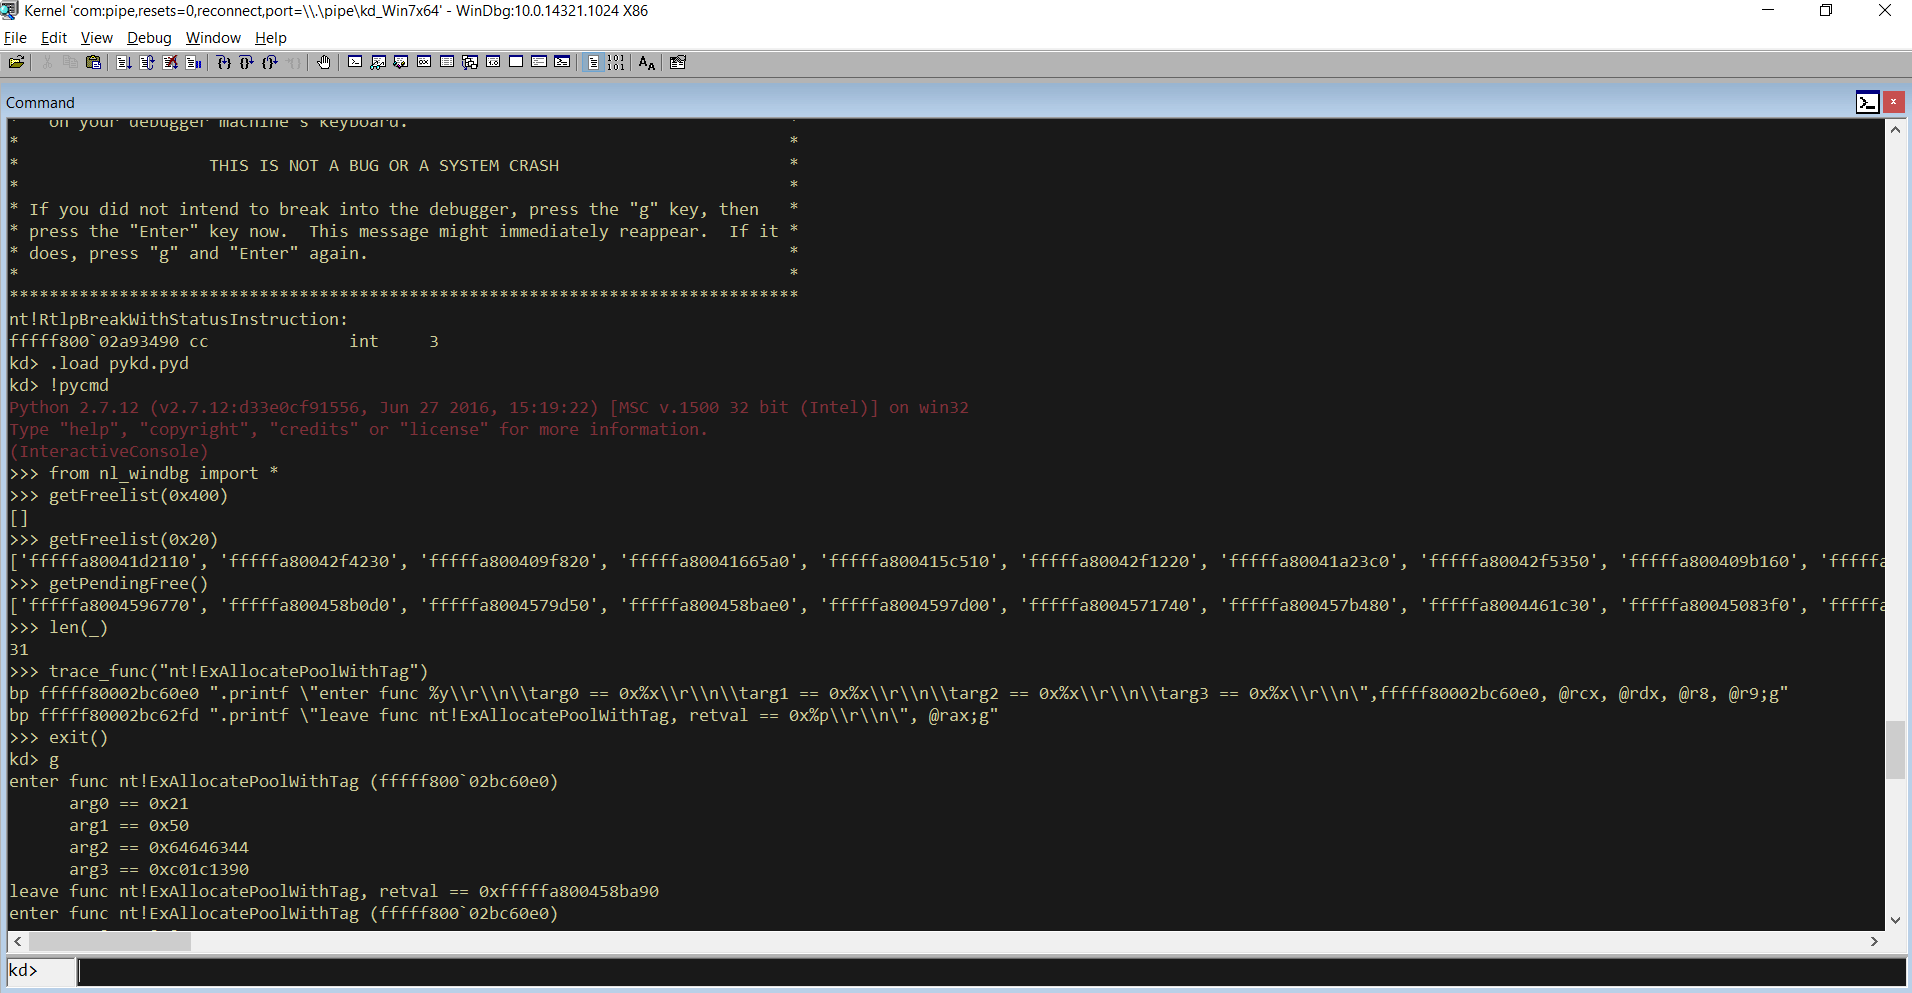 Kernel 'com:pipe,resets=0,reconnect,port=\\.\pipe\kd_Win7x64' - WinDbg:10.0.14321.1024 X86
File Edit View Debug Window Help
Command
* on your debugger machine's keyboard. *
* *
* THIS IS NOT A BUG OR A SYSTEM CRASH *
* *
* If you did not intend to break into the debugger, press the "g" key, then *
* press the "Enter" key now.  This message might immediately reappear.  If it *
* does, press "g" and "Enter" again. *
* *
*******************************************************************************
nt!RtlpBreakWithStatusInstruction:
fffff800`02a93490 cc              int     3
kd> .load pykd.pyd
kd> !pycmd
Python 2.7.12 (v2.7.12:d33e0cf91556, Jun 27 2016, 15:19:22) [MSC v.1500 32 bit (Intel)] on win32
Type "help", "copyright", "credits" or "license" for more information.
(InteractiveConsole)
>>> from nl_windbg import *
>>> getFreelist(0x400)
[]
>>> getFreelist(0x20)
['fffffa80041d2110', 'fffffa80042f4230', 'fffffa800409f820', 'fffffa80041665a0', 'fffffa800415c510', 'fffffa80042f1220', 'fffffa80041a23c0', 'fffffa80042f5350', 'fffffa800409b160', 'fffffa
>>> getPendingFree()
['fffffa8004596770', 'fffffa800458b0d0', 'fffffa8004579d50', 'fffffa800458bae0', 'fffffa8004597d00', 'fffffa8004571740', 'fffffa800457b480', 'fffffa8004461c30', 'fffffa80045083f0', 'fffffa
>>> len(_)
31
>>> trace_func("nt!ExAllocatePoolWithTag")
bp fffff80002bc60e0 ".printf \"enter func %y\\r\\n\\targ0 == 0x%x\\r\\n\\targ1 == 0x%x\\r\\n\\targ2 == 0x%x\\r\\n\\targ3 == 0x%x\\r\\n\",fffff80002bc60e0, @rcx, @rdx, @r8, @r9;g"
bp fffff80002bc62fd ".printf \"leave func nt!ExAllocatePoolWithTag, retval == 0x%p\\r\\n\", @rax;g"
>>> exit()
kd> g
enter func nt!ExAllocatePoolWithTag (fffff800`02bc60e0)
arg0 == 0x21
arg1 == 0x50
arg2 == 0x64646344
arg3 == 0xc01c1390
leave func nt!ExAllocatePoolWithTag, retval == 0xfffffa800458ba90
enter func nt!ExAllocatePoolWithTag (fffff800`02bc60e0)
kd>